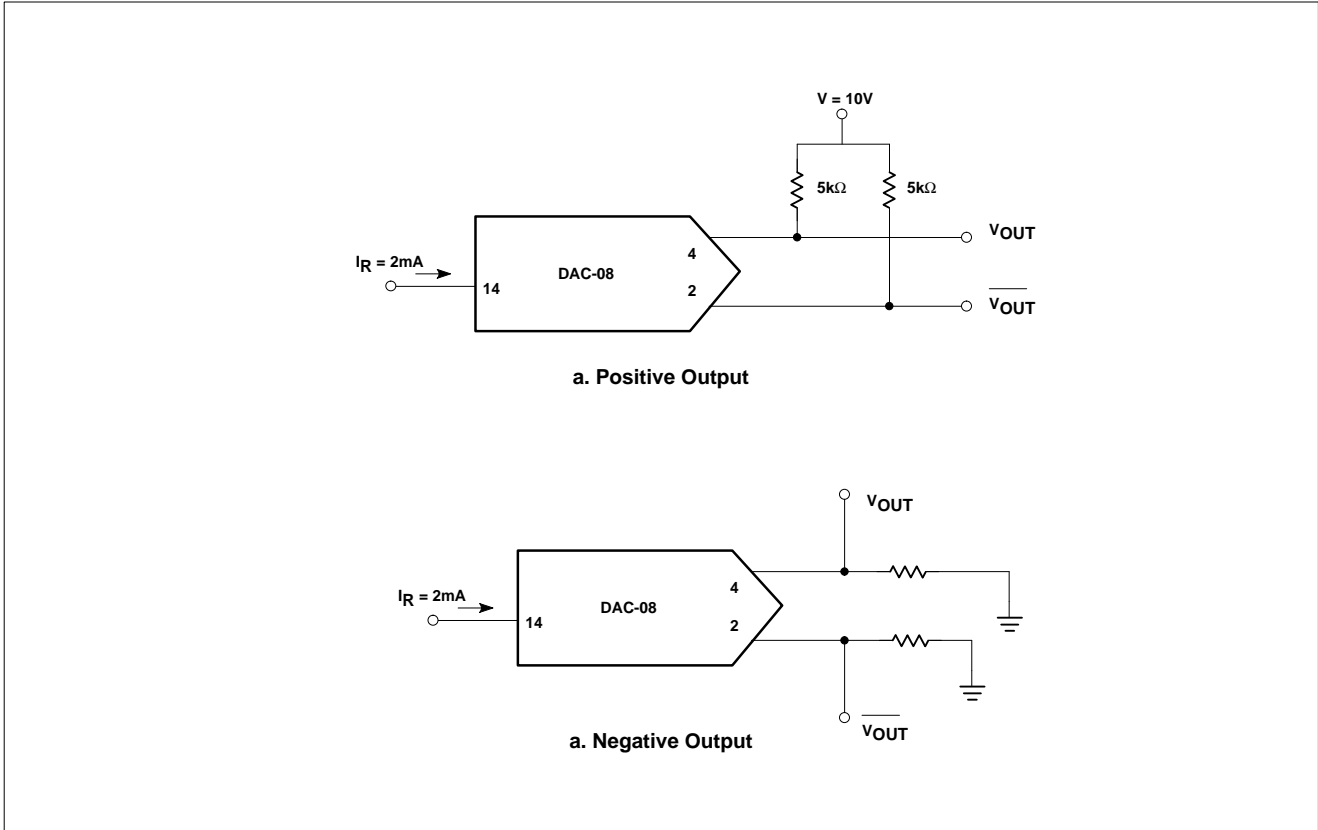 V = 10V
5kΩ 5kΩ
VOUT
4
IR = 2mA
DAC-08
14
2
VOUT
a. Positive Output
VOUT
4
IR = 2mA
DAC-08
14
2
VOUT
a. Negative Output